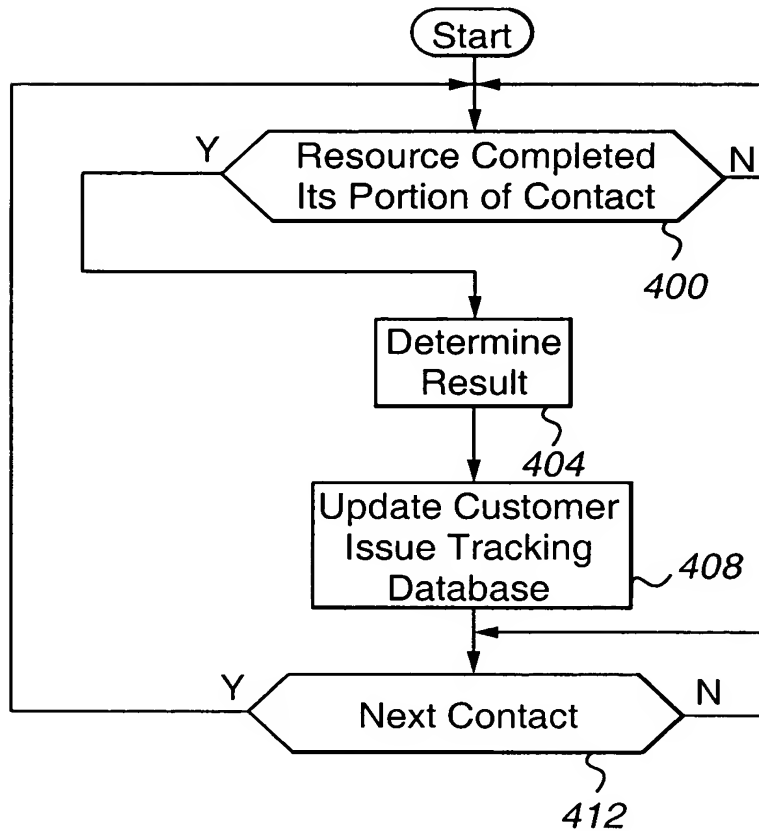 Start
Y
Resource Completed
Its Portion of Contact
N
400
Determine
Result
404
Update Customer
Issue Tracking
Database
408
Y
Next Contact
N
412